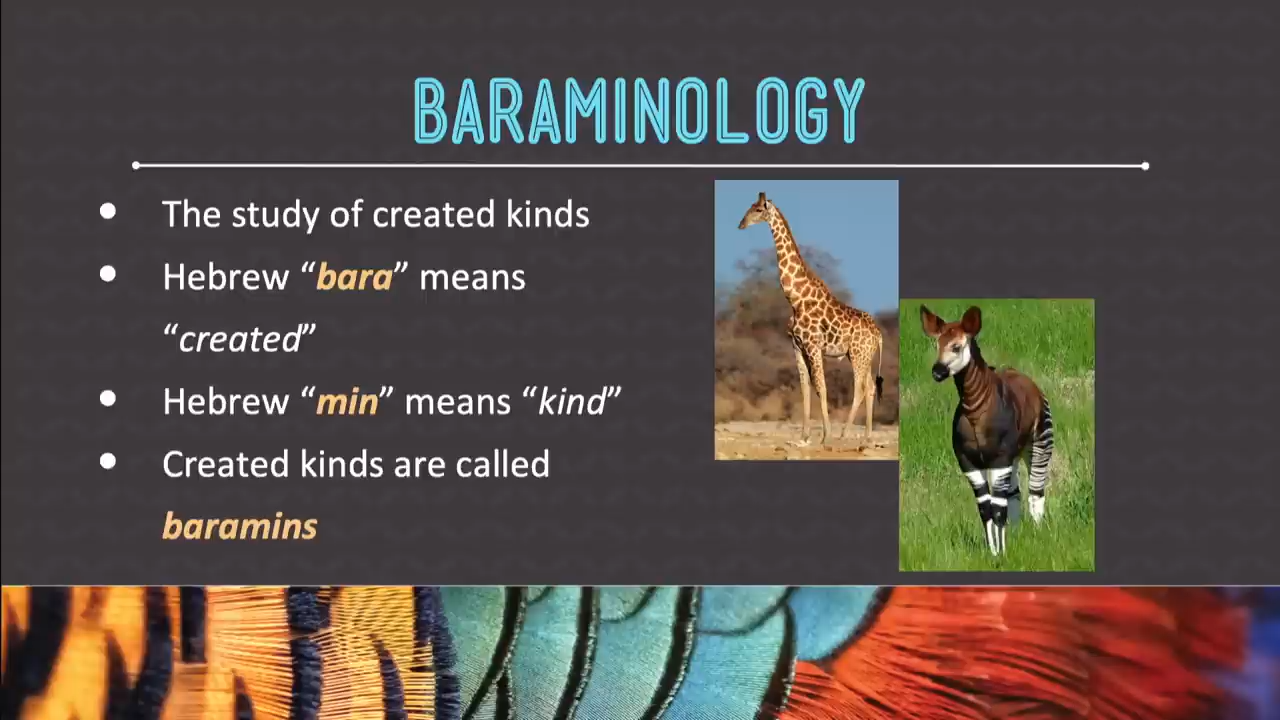 BARAMINOLOGY
• The study of created kinds
• Hebrew “bara” means
“created”
• Hebrew “min” means “kind”
• Created kinds are called
baramins